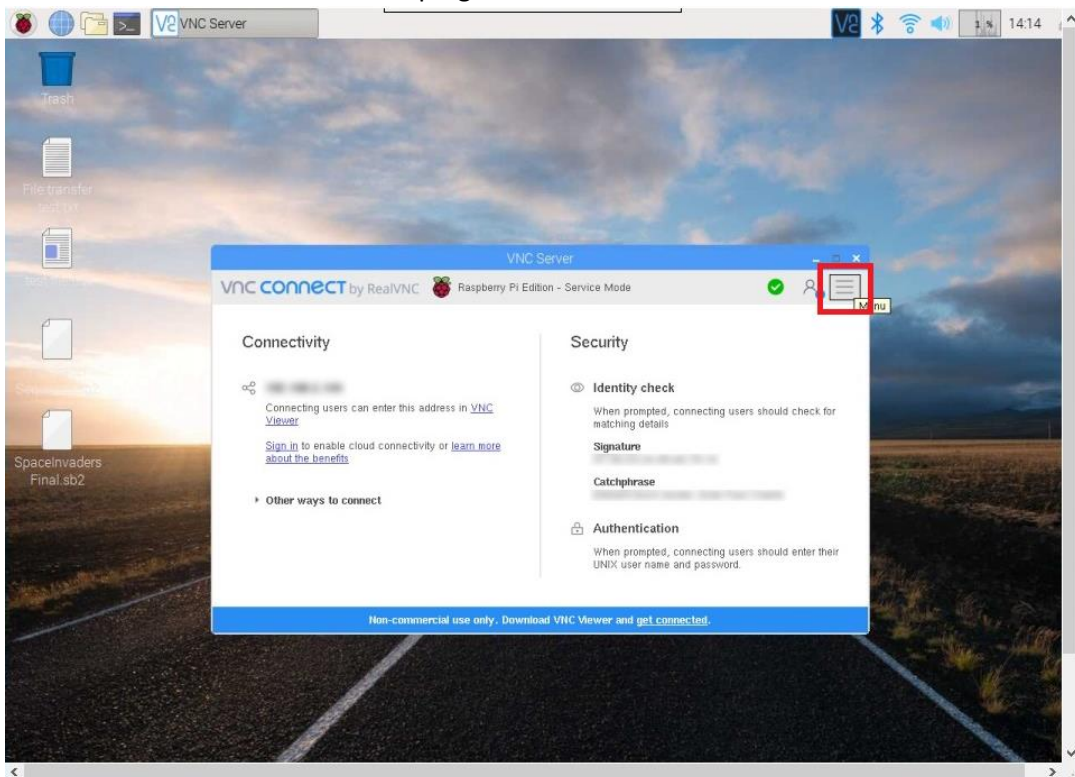 VNC Server
1 %
14:14
Trash
File transfer
test.txt
SpaceInvaders
Final.sb2
VNC Server
vnc connect by RealVNC
Raspberry Pi Edition - Service Mode
Menu
Connectivity
Connecting users can enter this address in VNC
Viewer
Sign in to enable cloud connectivity or learn more
about the benefits
Other ways to connect
Security
Identity check
When prompted, connecting users should check for
matching details
Signature
Catchphrase
Authentication
When prompted, connecting users should enter their
UNIX user name and password.
Non-commercial use only. Download VNC Viewer and get connected.